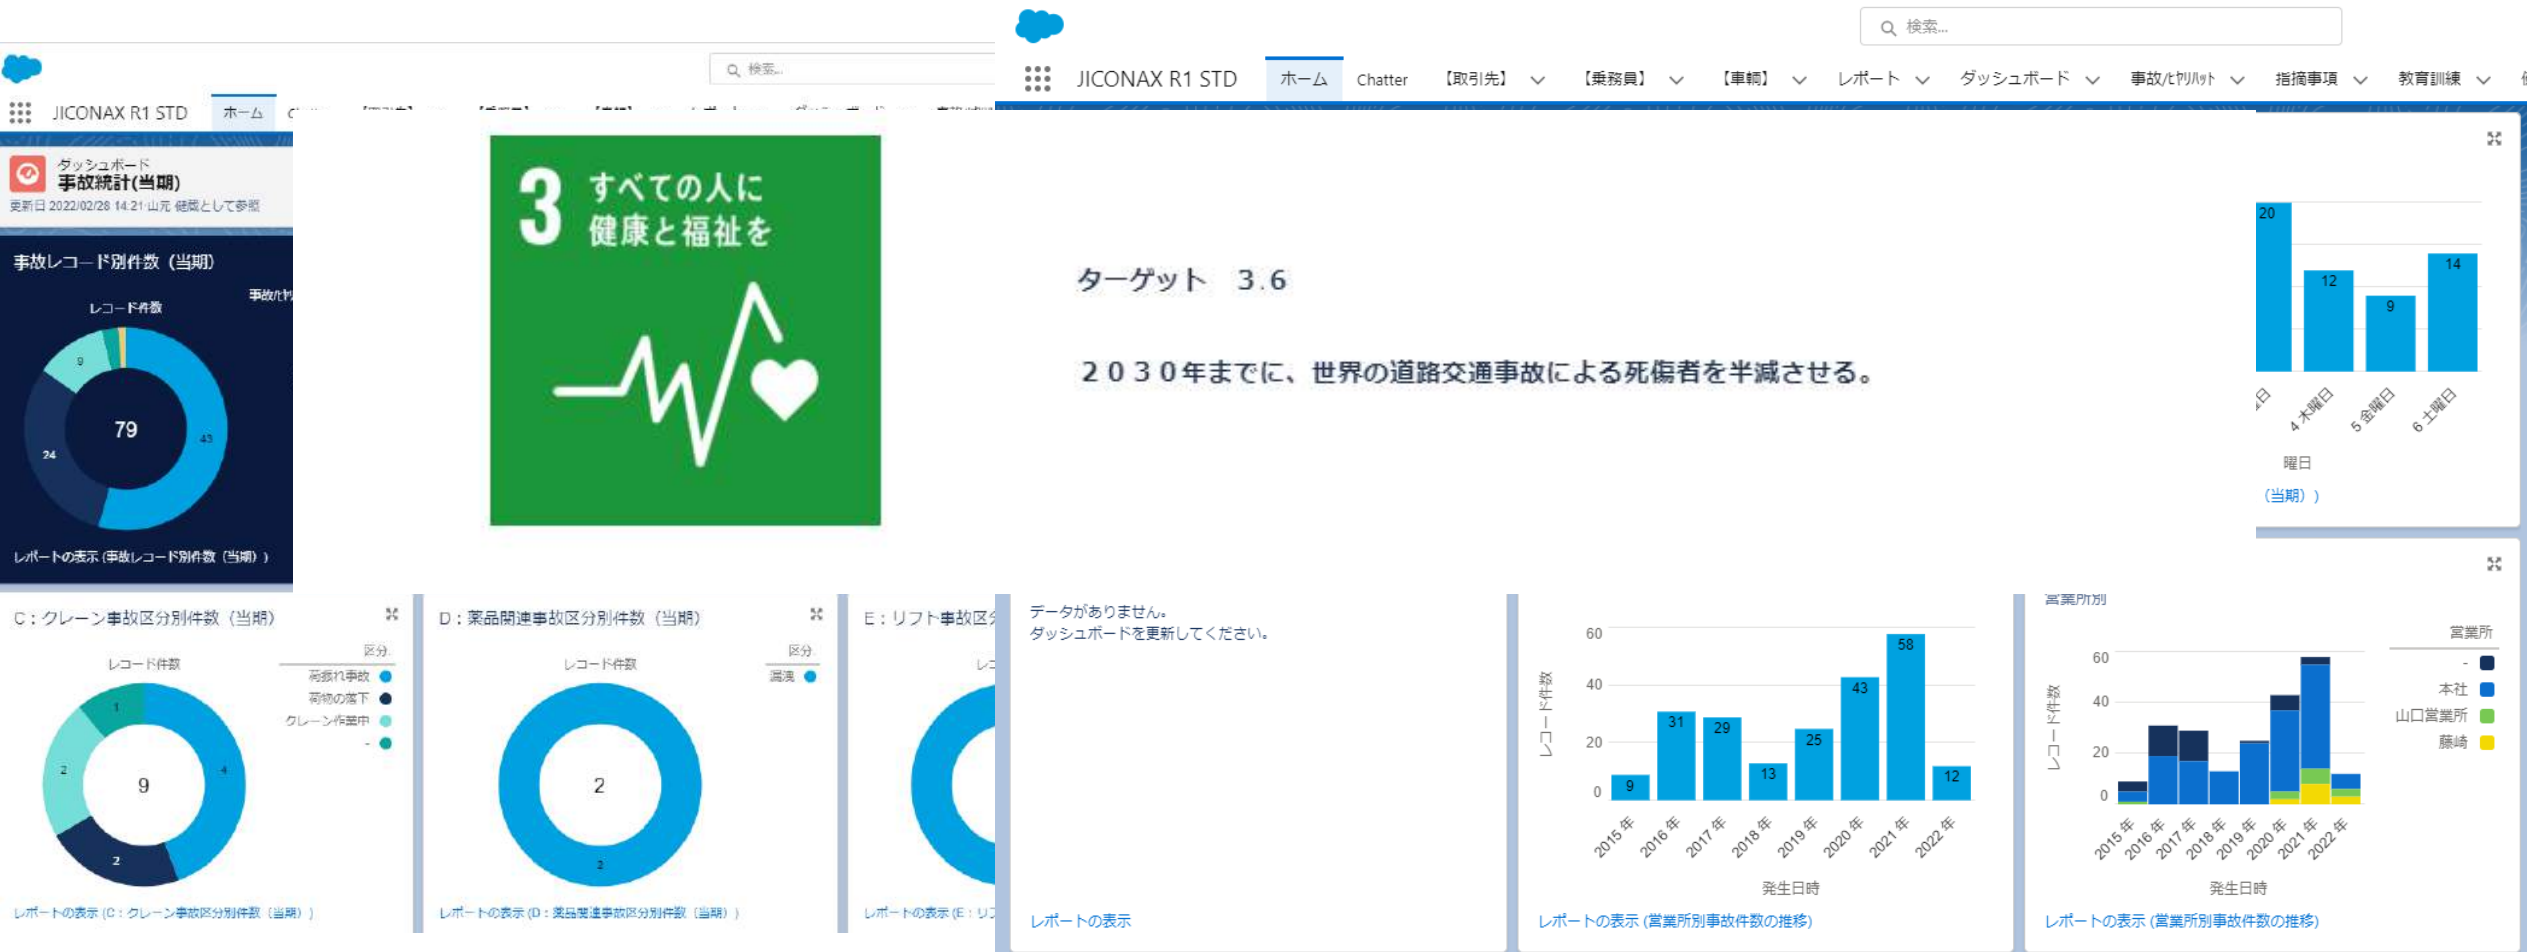 検索...
JICONAX R1 STD
ホーム
ダッシュボード
事故統計(当期)
更新日 2022/02/28 14:21 山元 健蔵として参照
事故レコード別件数（当期）
レコード件数
9
24
79
43
レポートの表示 (事故レコード別件数（当期）)
3 すべての人に
健康と福祉を
検索...
JICONAX R1 STD ホーム Chatter 【取引先】 【乗務員】 【車輌】 レポート ダッシュボード 事故/ヒヤリハット 指摘事項 教育訓練
ターゲット 3.6
２０３０年までに、世界の道路交通事故による死傷者を半減させる。
20
12
9
14
4 木曜日
5 金曜日
6 土曜日
曜日
（当期）)
C：クレーン事故区分別件数（当期）
レコード件数
区分
荷振れ事故
荷物の落下
クレーン作業中
-
1
2
9
4
2
レポートの表示 (C：クレーン事故区分別件数（当期）)
D：薬品関連事故区分別件数（当期）
レコード件数
区分
漏洩
2
2
レポートの表示 (D：薬品関連事故区分別件数（当期）)
E：リフト事故区分
レポートの表示 (E：リフ
データがありません。
ダッシュボードを更新してください。
レポートの表示
レコード件数
60
40
20
0
9
31
29
13
25
43
58
12
2015 年
2016 年
2017 年
2018 年
2019 年
2020 年
2021 年
2022 年
発生日時
レポートの表示 (営業所別事故件数の推移)
営業所別
営業所
-
本社
山口営業所
藤崎
レコード件数
60
40
20
0
2015 年
2016 年
2017 年
2018 年
2019 年
2020 年
2021 年
2022 年
発生日時
レポートの表示 (営業所別事故件数の推移)